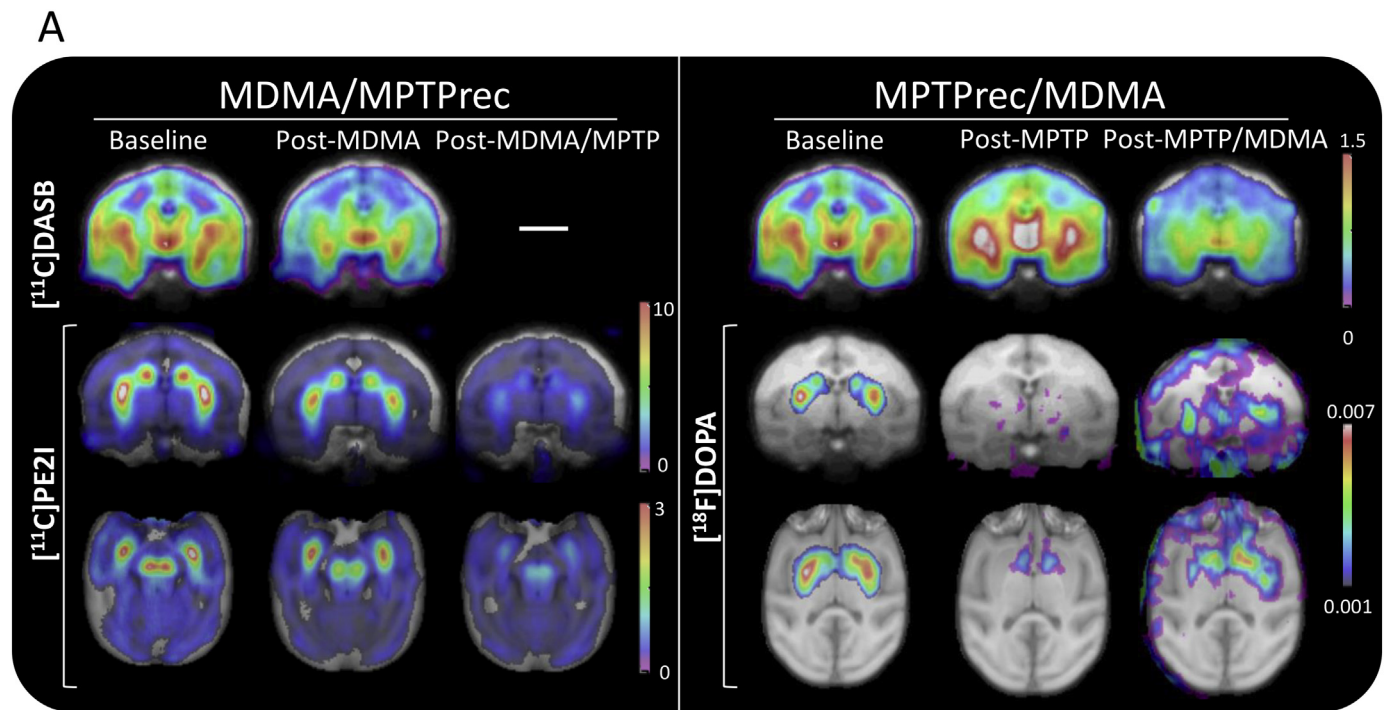 A
MDMA/MPTPrec
Baseline Post-MDMA Post-MDMA/MPTP
[¹¹C]DASB
[¹¹C]PE2I
10
0
3
0
MPTPrec/MDMA
Baseline Post-MPTP Post-MPTP/MDMA
1.5
0
[¹⁸F]DOPA
0.007
0.001